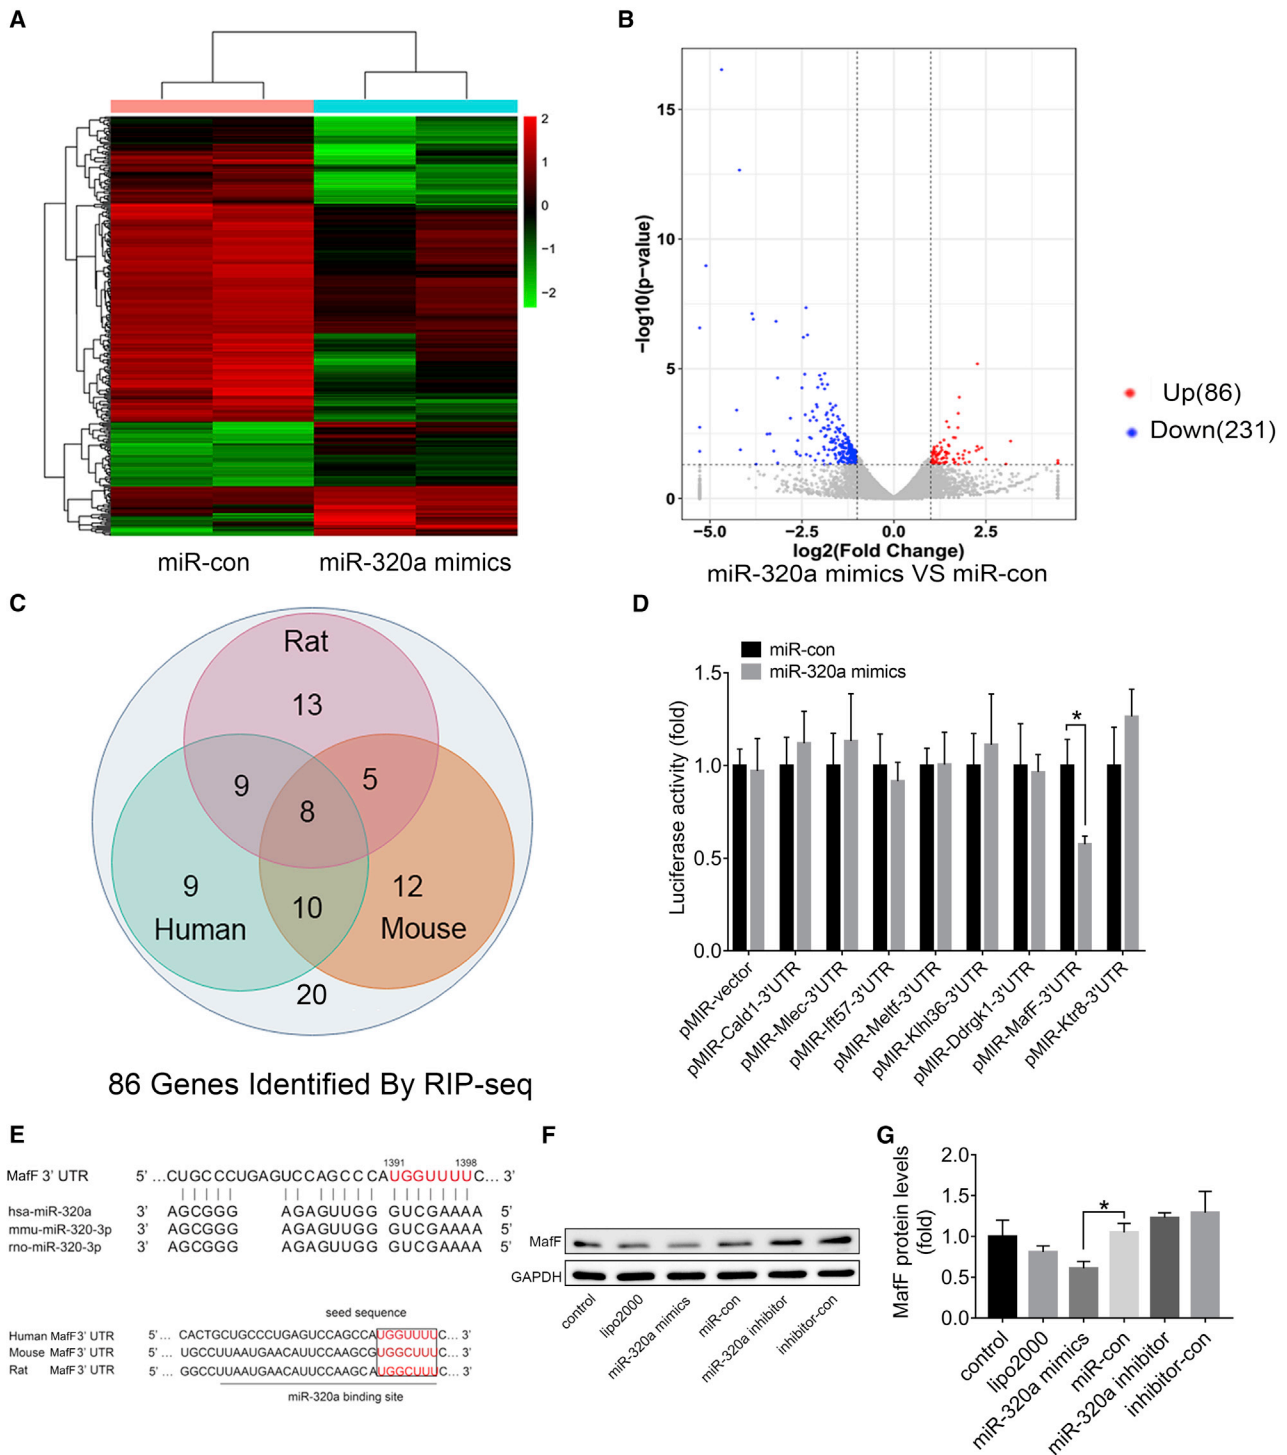 A
2
1
0
−1
−2
miR-con
miR-320a mimics
B
15
10
5
0
−log10(p−value)
−5.0
−2.5
0.0
2.5
log2(Fold Change)
miR-320a mimics VS miR-con
Up(86)
Down(231)
C
Rat
13
9
5
8
9
12
Human
10
Mouse
20
86 Genes Identified By RIP-seq
D
miR-con
miR-320a mimics
1.5
1.0
0.5
0.0
Luciferase activity (fold)
*
pMIR-vector
pMIR-Cald1-3'UTR
pMIR-Mlec-3'UTR
pMIR-Ift57-3'UTR
pMIR-Meltf-3'UTR
pMIR-Klhl36-3'UTR
pMIR-Ddrgk1-3'UTR
pMIR-MafF-3'UTR
pMIR-Ktr8-3'UTR
E
1391 1398
MafF 3' UTR 5' ...CUGCCCUGAGUCCAGCCCAUGGUUUUC... 3'
hsa-miR-320a 3' AGCGGG AGAGUUGG GUCGAAAA 5'
mmu-miR-320-3p 3' AGCGGG AGAGUUGG GUCGAAAA 5'
rno-miR-320-3p 3' AGCGGG AGAGUUGG GUCGAAAA 5'
seed sequence
Human MafF 3' UTR 5' ... CACTGCUGCCCUGAGUCCAGCCAUGGUUUUC... 3'
Mouse MafF 3' UTR 5' ... UGCCUUAAUGAACAUUCCAAGCGUGGCUUUC... 3'
Rat MafF 3' UTR 5' ... GGCCUUAAUGAACAUUCCAAGCAUGGCUUUC... 3'
miR-320a binding site
F
MafF
GAPDH
control
lipo2000
miR-320a mimics
miR-con
miR-320a inhibitor
inhibitor-con
G
2.0
1.5
1.0
0.5
0.0
MafF protein levels
(fold)
*
control
lipo2000
miR-320a mimics
miR-con
miR-320a inhibitor
inhibitor-con